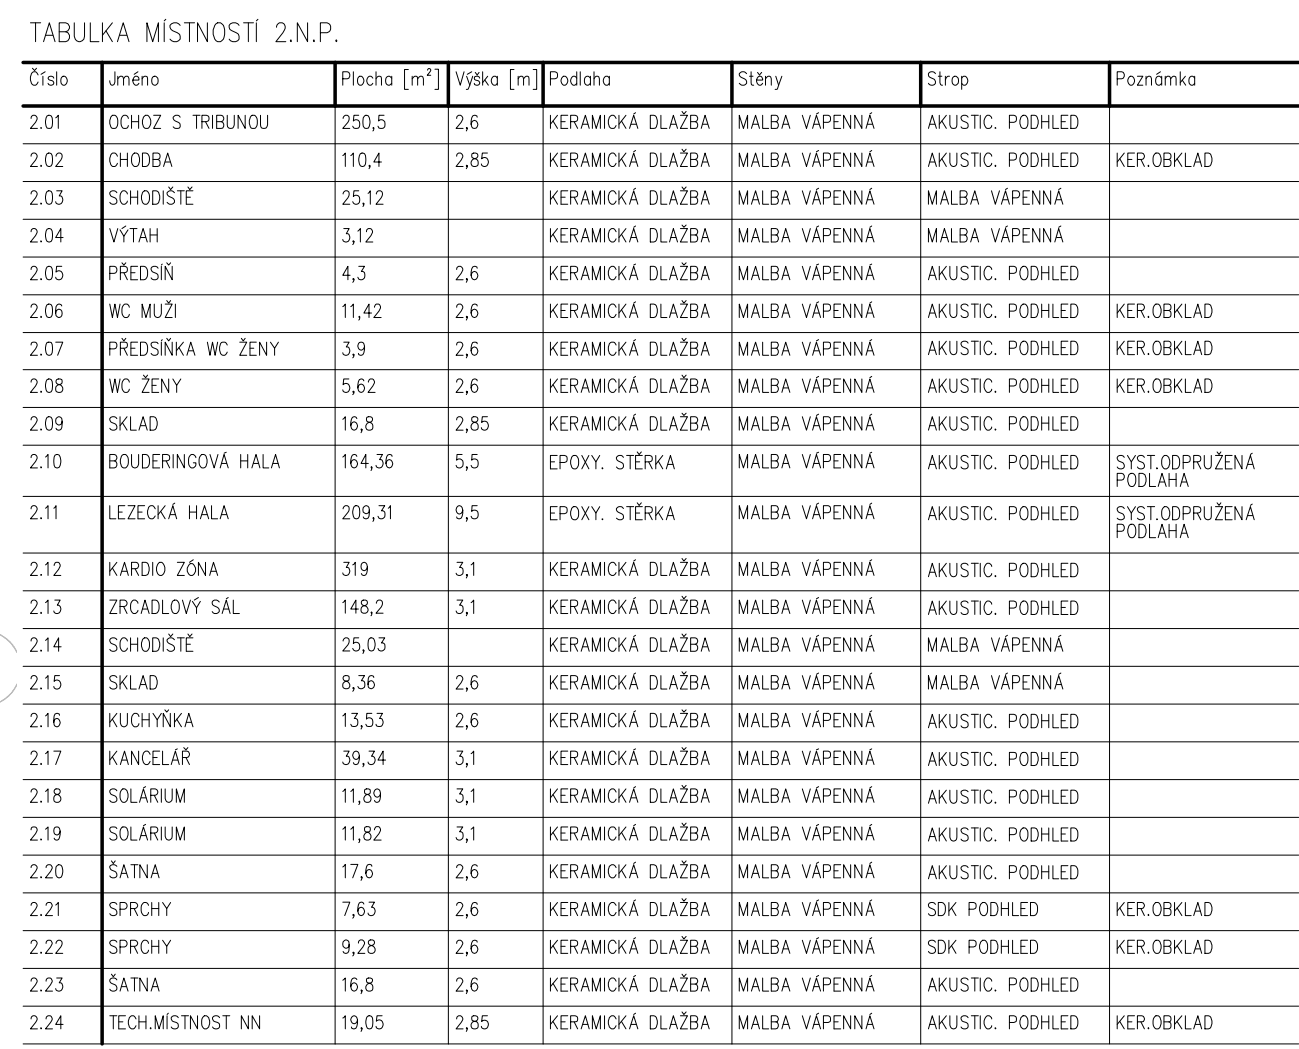 TABULKA MÍSTNOSTÍ 2.N.P.
Číslo Jméno Plocha [m²] Výška [m] Podlaha Stěny Strop Poznámka
2.01 OCHOZ S TRIBUNOU 250,5 2,6 KERAMICKÁ DLAŽBA MALBA VÁPENNÁ AKUSTIC. PODHLED
2.02 CHODBA 110,4 2,85 KERAMICKÁ DLAŽBA MALBA VÁPENNÁ AKUSTIC. PODHLED KER.OBKLAD
2.03 SCHODIŠTĚ 25,12 KERAMICKÁ DLAŽBA MALBA VÁPENNÁ MALBA VÁPENNÁ
2.04 VÝTAH 3,12 KERAMICKÁ DLAŽBA MALBA VÁPENNÁ MALBA VÁPENNÁ
2.05 PŘEDSÍŇ 4,3 2,6 KERAMICKÁ DLAŽBA MALBA VÁPENNÁ AKUSTIC. PODHLED
2.06 WC MUŽI 11,42 2,6 KERAMICKÁ DLAŽBA MALBA VÁPENNÁ AKUSTIC. PODHLED KER.OBKLAD
2.07 PŘEDSÍŇKA WC ŽENY 3,9 2,6 KERAMICKÁ DLAŽBA MALBA VÁPENNÁ AKUSTIC. PODHLED KER.OBKLAD
2.08 WC ŽENY 5,62 2,6 KERAMICKÁ DLAŽBA MALBA VÁPENNÁ AKUSTIC. PODHLED KER.OBKLAD
2.09 SKLAD 16,8 2,85 KERAMICKÁ DLAŽBA MALBA VÁPENNÁ AKUSTIC. PODHLED
2.10 BOUDERINGOVÁ HALA 164,36 5,5 EPOXY. STĚRKA MALBA VÁPENNÁ AKUSTIC. PODHLED SYST.ODPRUŽENÁ
PODLAHA
2.11 LEZECKÁ HALA 209,31 9,5 EPOXY. STĚRKA MALBA VÁPENNÁ AKUSTIC. PODHLED SYST.ODPRUŽENÁ
PODLAHA
2.12 KARDIO ZÓNA 319 3,1 KERAMICKÁ DLAŽBA MALBA VÁPENNÁ AKUSTIC. PODHLED
2.13 ZRCADLOVÝ SÁL 148,2 3,1 KERAMICKÁ DLAŽBA MALBA VÁPENNÁ AKUSTIC. PODHLED
2.14 SCHODIŠTĚ 25,03 KERAMICKÁ DLAŽBA MALBA VÁPENNÁ MALBA VÁPENNÁ
2.15 SKLAD 8,36 2,6 KERAMICKÁ DLAŽBA MALBA VÁPENNÁ MALBA VÁPENNÁ
2.16 KUCHYŇKA 13,53 2,6 KERAMICKÁ DLAŽBA MALBA VÁPENNÁ AKUSTIC. PODHLED
2.17 KANCELÁŘ 39,34 3,1 KERAMICKÁ DLAŽBA MALBA VÁPENNÁ AKUSTIC. PODHLED
2.18 SOLÁRIUM 11,89 3,1 KERAMICKÁ DLAŽBA MALBA VÁPENNÁ AKUSTIC. PODHLED
2.19 SOLÁRIUM 11,82 3,1 KERAMICKÁ DLAŽBA MALBA VÁPENNÁ AKUSTIC. PODHLED
2.20 ŠATNA 17,6 2,6 KERAMICKÁ DLAŽBA MALBA VÁPENNÁ AKUSTIC. PODHLED
2.21 SPRCHY 7,63 2,6 KERAMICKÁ DLAŽBA MALBA VÁPENNÁ SDK PODHLED KER.OBKLAD
2.22 SPRCHY 9,28 2,6 KERAMICKÁ DLAŽBA MALBA VÁPENNÁ SDK PODHLED KER.OBKLAD
2.23 ŠATNA 16,8 2,6 KERAMICKÁ DLAŽBA MALBA VÁPENNÁ AKUSTIC. PODHLED
2.24 TECH.MÍSTNOST NN 19,05 2,85 KERAMICKÁ DLAŽBA MALBA VÁPENNÁ AKUSTIC. PODHLED KER.OBKLAD